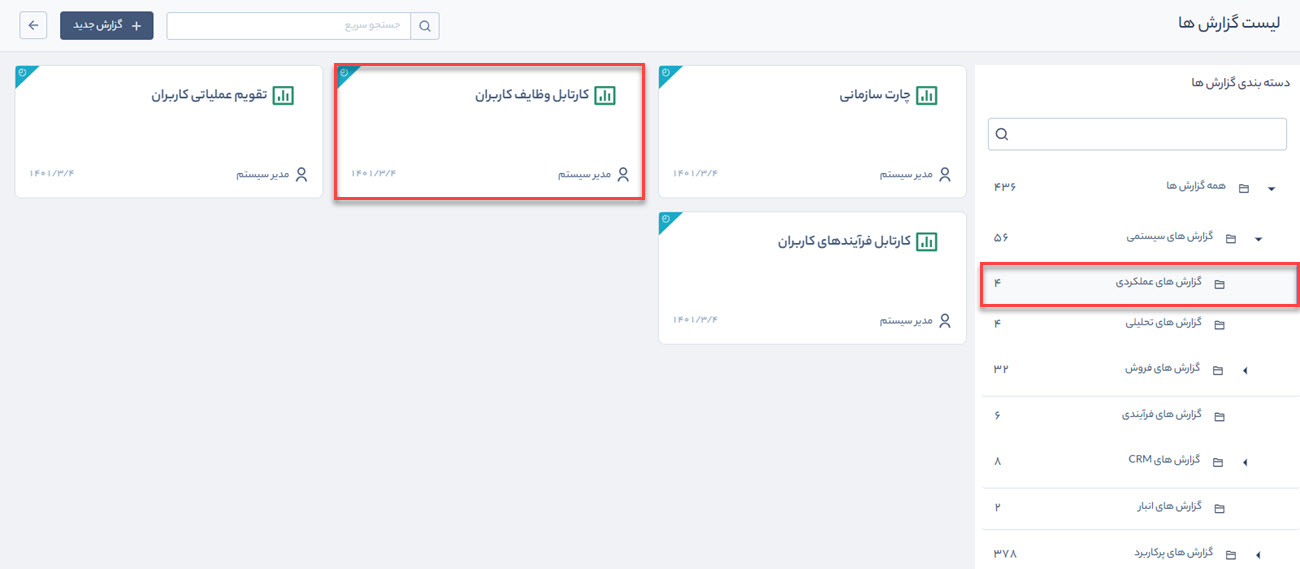 لیست گزارش ها
جستجو سریع
گزارش جدید
دسته بندی گزارش ها
همه گزارش ها ۴۳۶
گزارش های سیستمی ۵۶
گزارش های عملکردی ۴
گزارش های تحلیلی ۴
گزارش های فروش ۳۲
گزارش های فرآیندی ۶
گزارش های CRM ۸
گزارش های انبار ۲
گزارش های پرکاربرد ۳۷۸
چارت سازمانی
مدیر سیستم ۱۴۰۱/۳/۴
کارتابل وظایف کاربران
مدیر سیستم ۱۴۰۱/۳/۴
تقویم عملیاتی کاربران
مدیر سیستم ۱۴۰۱/۳/۴
کارتابل فرآیندهای کاربران
مدیر سیستم ۱۴۰۱/۳/۴